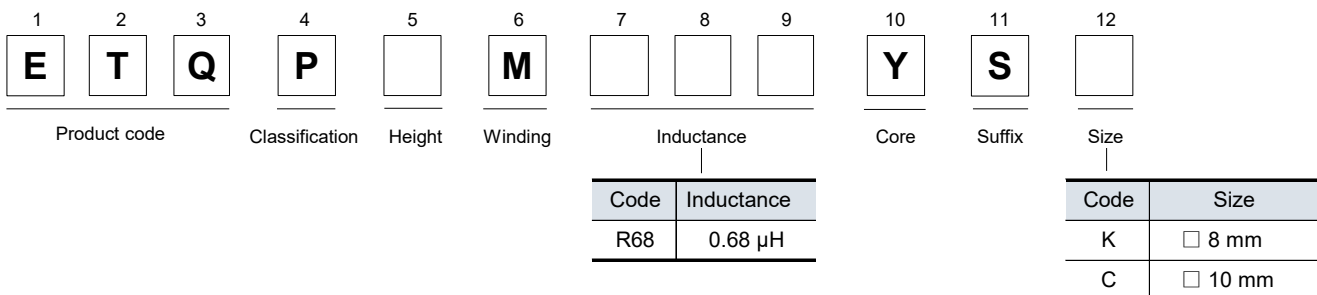 1 2 3 4 5 6 7 8 9 10 11 12
E T Q P M Y S
Product code Classification Height Winding Inductance Core Suffix Size
Code Inductance
R68 0.68 µH
Code Size
K □ 8 mm
C □ 10 mm